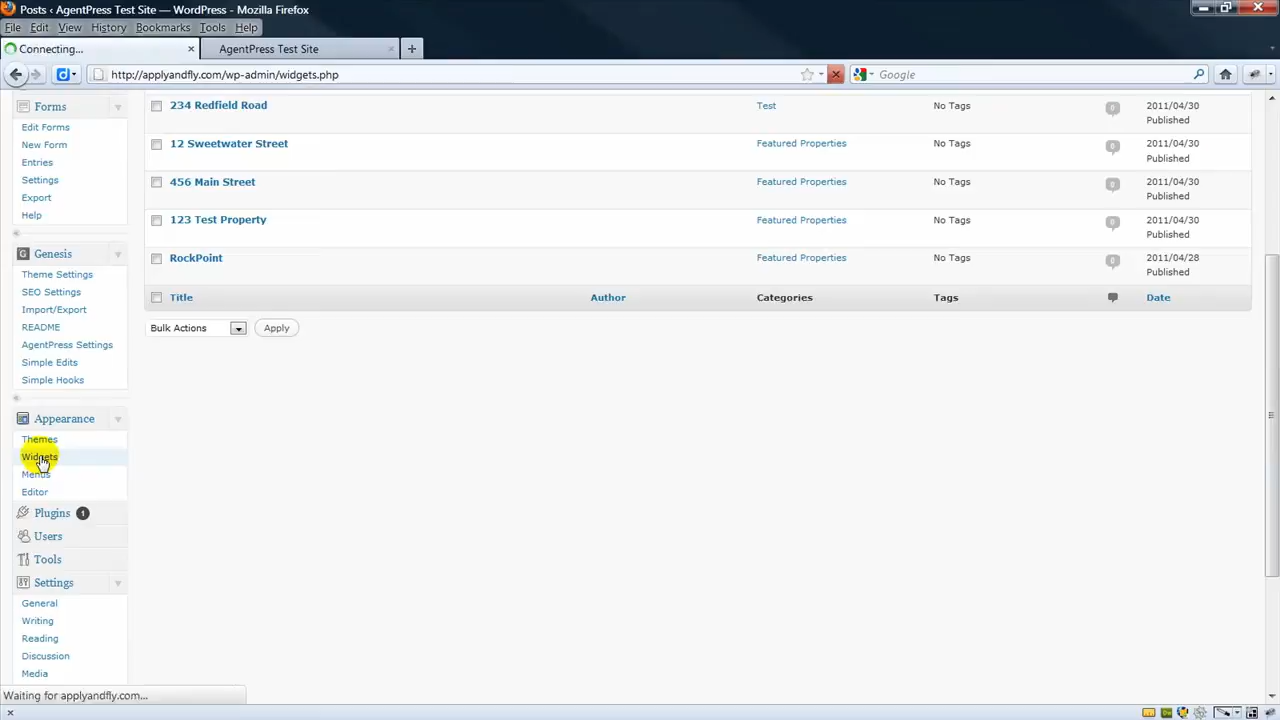 Posts ‹ AgentPress Test Site — WordPress - Mozilla Firefox
File Edit View History Bookmarks Tools Help
Connecting... × AgentPress Test Site × +
http://applyandfly.com/wp-admin/widgets.php Google
Forms
Edit Forms
New Form
Entries
Settings
Export
Help
Genesis
Theme Settings
SEO Settings
Import/Export
README
AgentPress Settings
Simple Edits
Simple Hooks
Appearance
Themes
Widgets
Menus
Editor
Plugins 1
Users
Tools
Settings
General
Writing
Reading
Discussion
Media
234 Redfield Road Test No Tags 0 2011/04/30
Published
12 Sweetwater Street Featured Properties No Tags 0 2011/04/30
Published
456 Main Street Featured Properties No Tags 0 2011/04/30
Published
123 Test Property Featured Properties No Tags 0 2011/04/30
Published
RockPoint Featured Properties No Tags 0 2011/04/28
Published
Title Author Categories Tags Date
Bulk Actions Apply
Waiting for applyandfly.com...